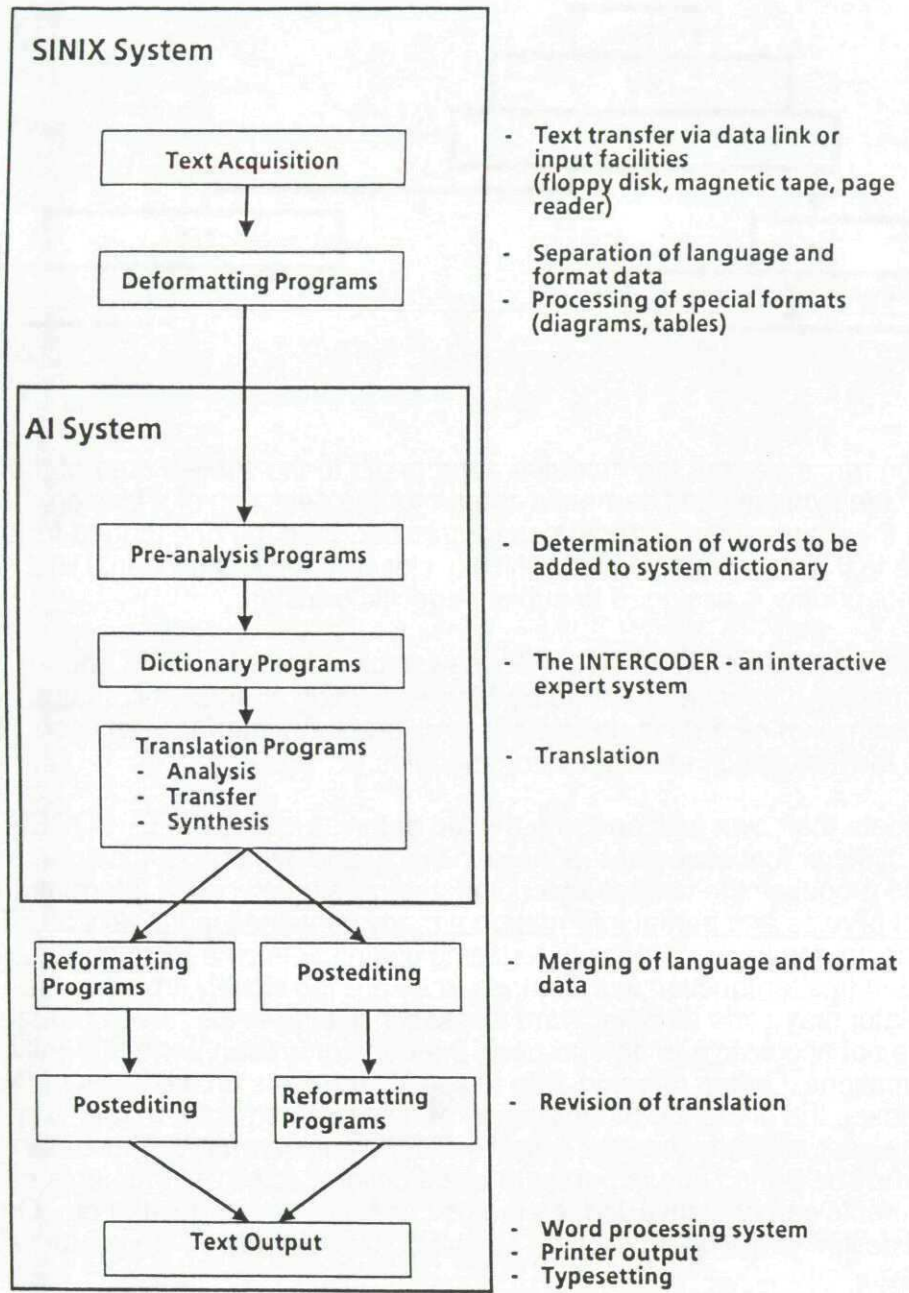 SINIX System
Text Acquisition
- Text transfer via data link or
input facilities
(floppy disk, magnetic tape, page
reader)
Deformatting Programs
- Separation of language and
format data
- Processing of special formats
(diagrams, tables)
AI System
Pre-analysis Programs
- Determination of words to be
added to system dictionary
Dictionary Programs
- The INTERCODER - an interactive
expert system
Translation Programs
- Analysis
- Transfer
- Synthesis
- Translation
Reformatting
Programs
Postediting
- Merging of language and format
data
Postediting
Reformatting
Programs
- Revision of translation
Text Output
- Word processing system
- Printer output
- Typesetting